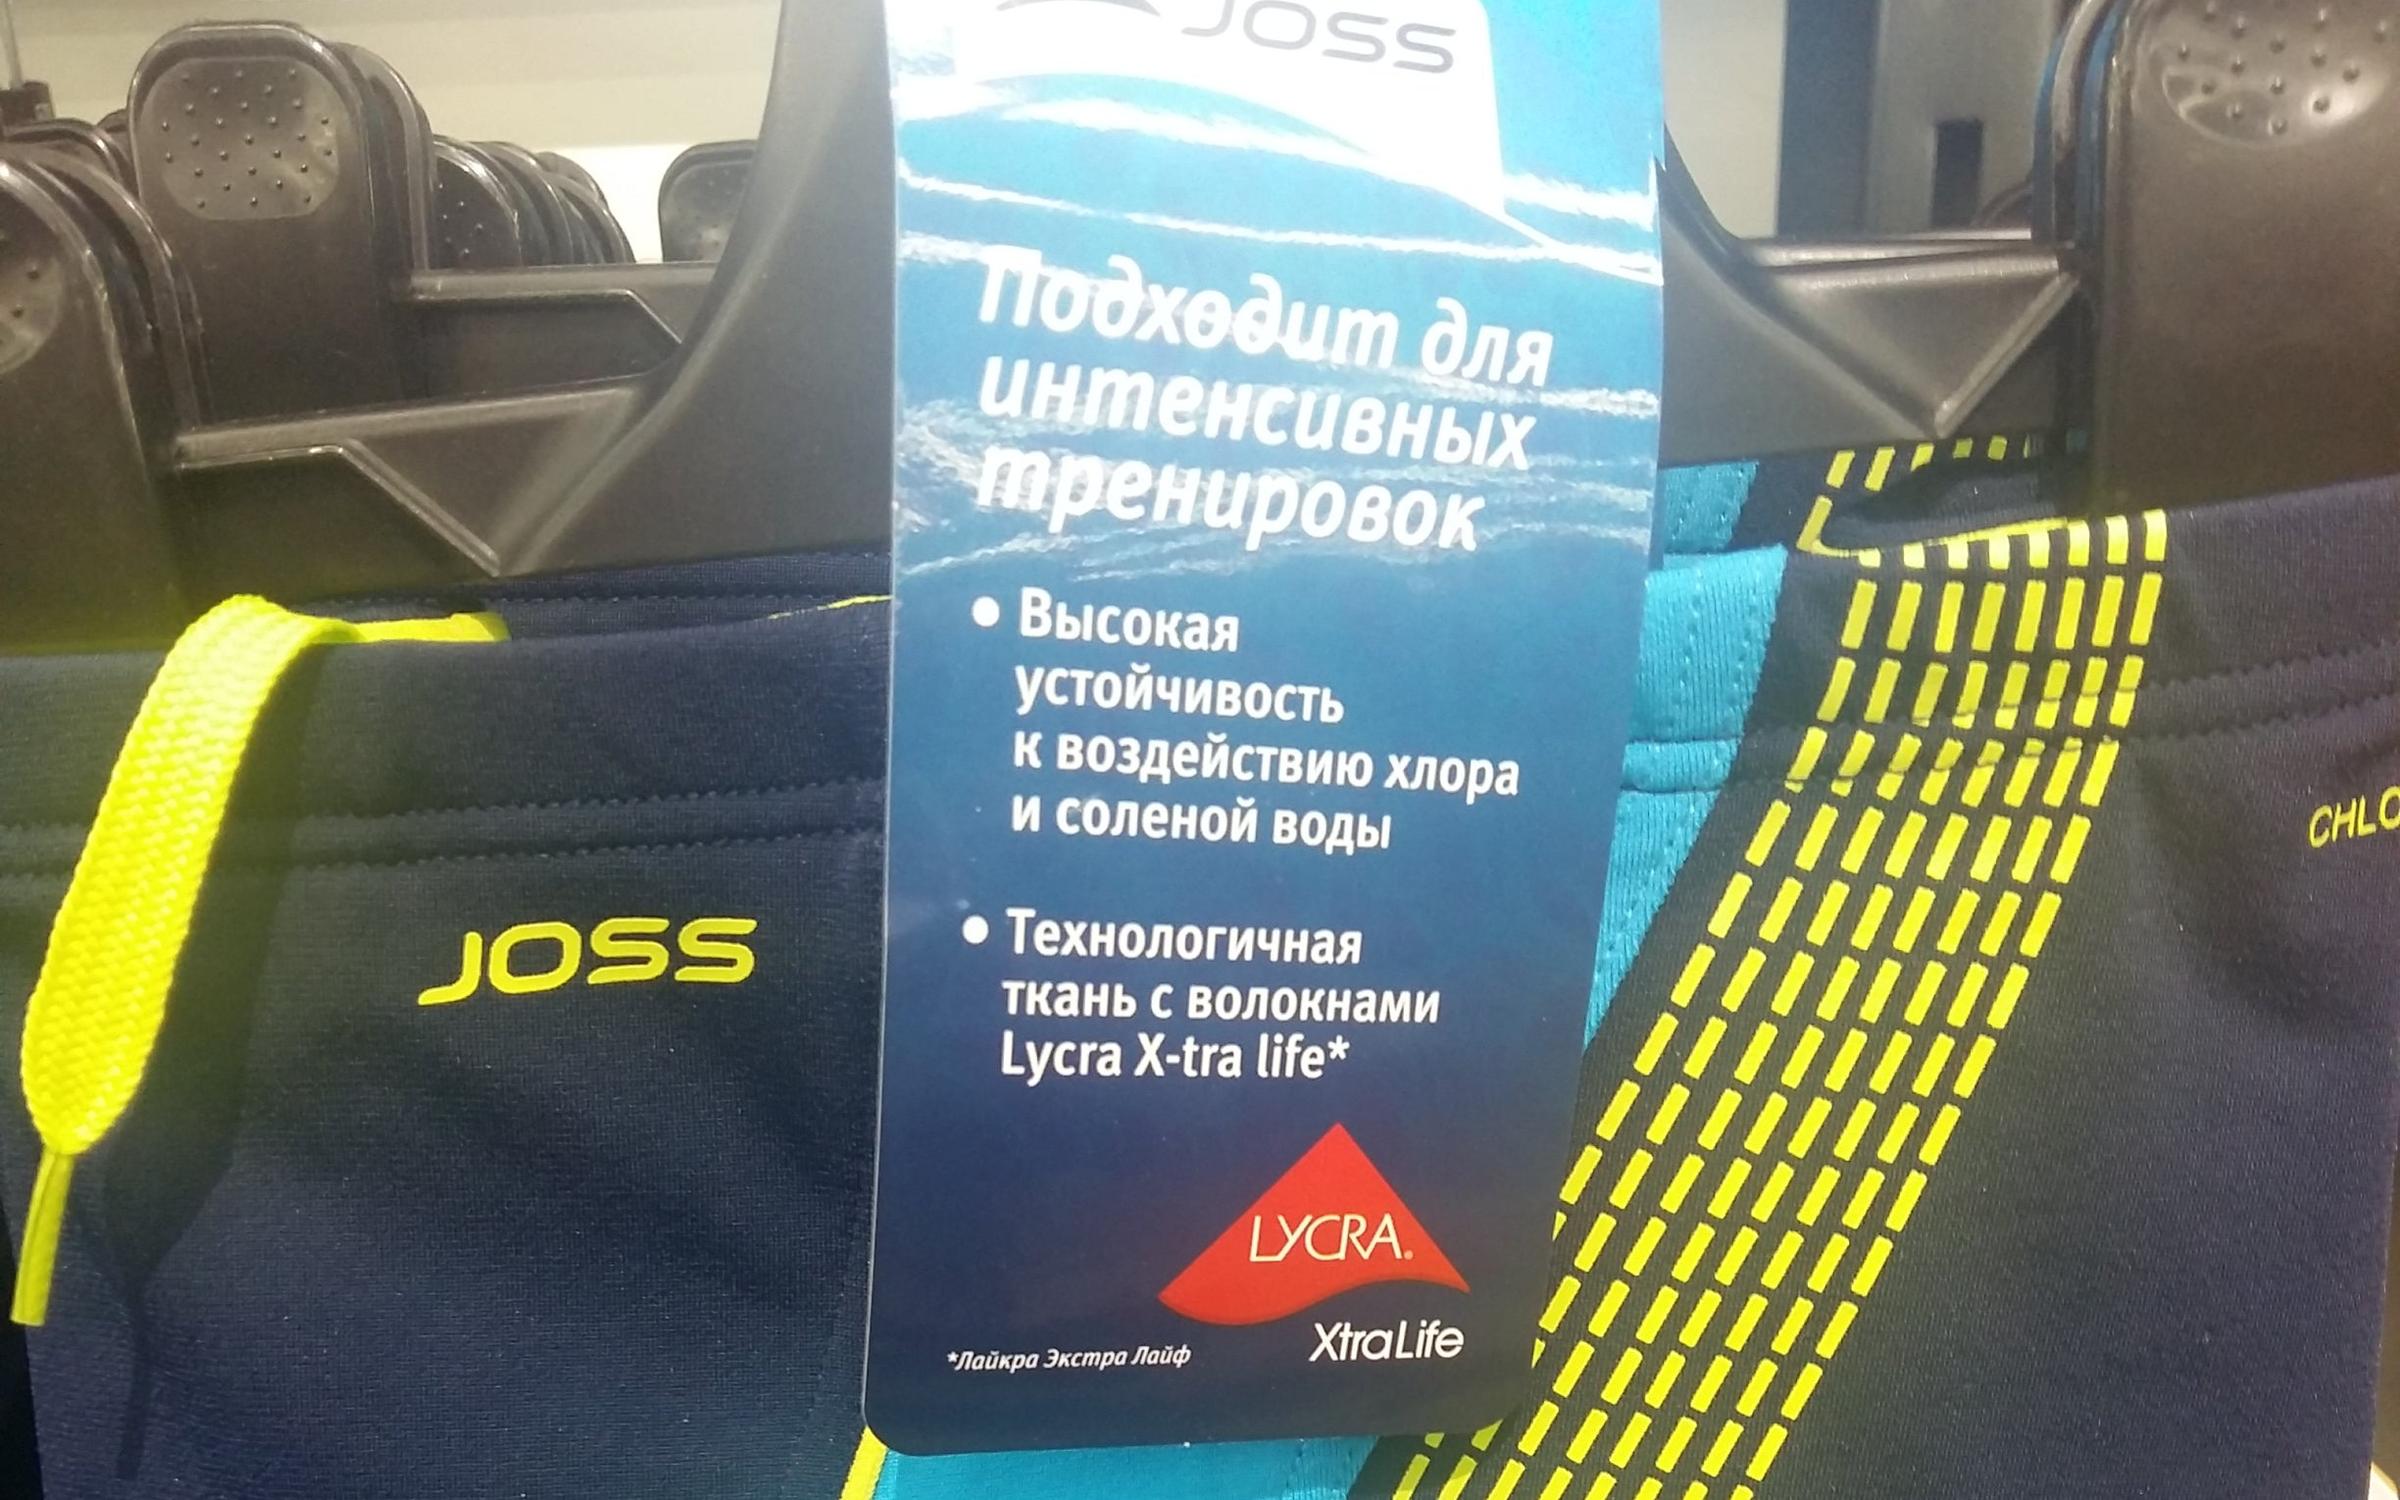 JOSS
Подходит для
интенсивных
тренировок
• Высокая
устойчивость
к воздействию хлора
и соленой воды
• Технологичная
ткань с волокнами
Lycra X-tra life*
LYCRA®
XtraLife
*Лайкра Экстра Лайф
JOSS
CHLO